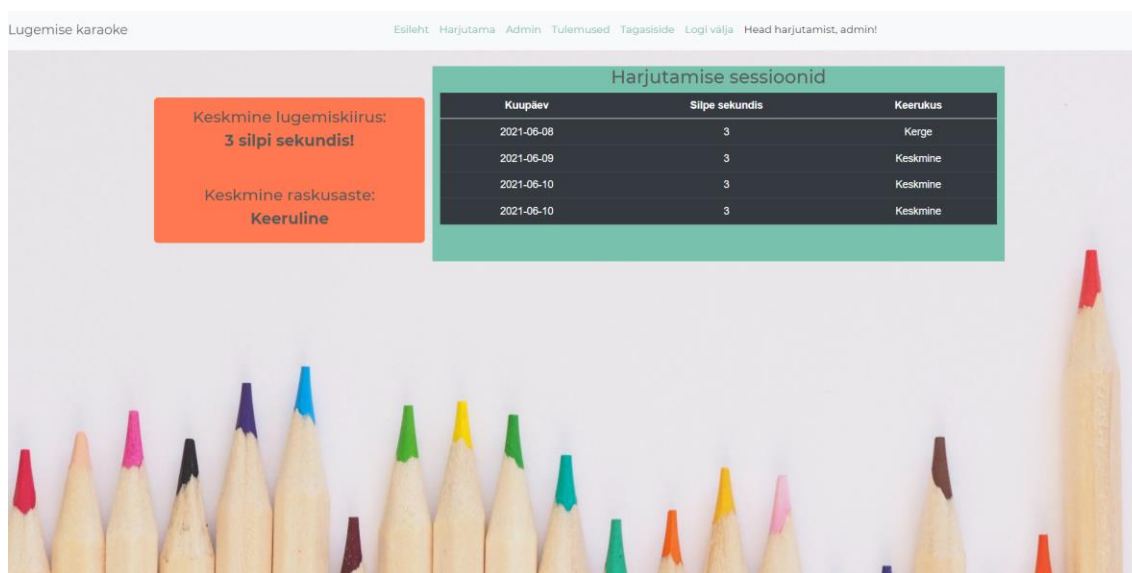 Lugemise karaoke
Esileht Harjutama Admin Tulemused Tagasiside Logi välja Head harjutamist, admin!
Keskmine lugemiskiirus:
3 silpi sekundis!
Keskmine raskusaste:
Keeruline
Harjutamise sessioonid
Kuupäev Silpe sekundis Keerukus
2021-06-08 3 Kerge
2021-06-09 3 Keskmine
2021-06-10 3 Keskmine
2021-06-10 3 Keskmine